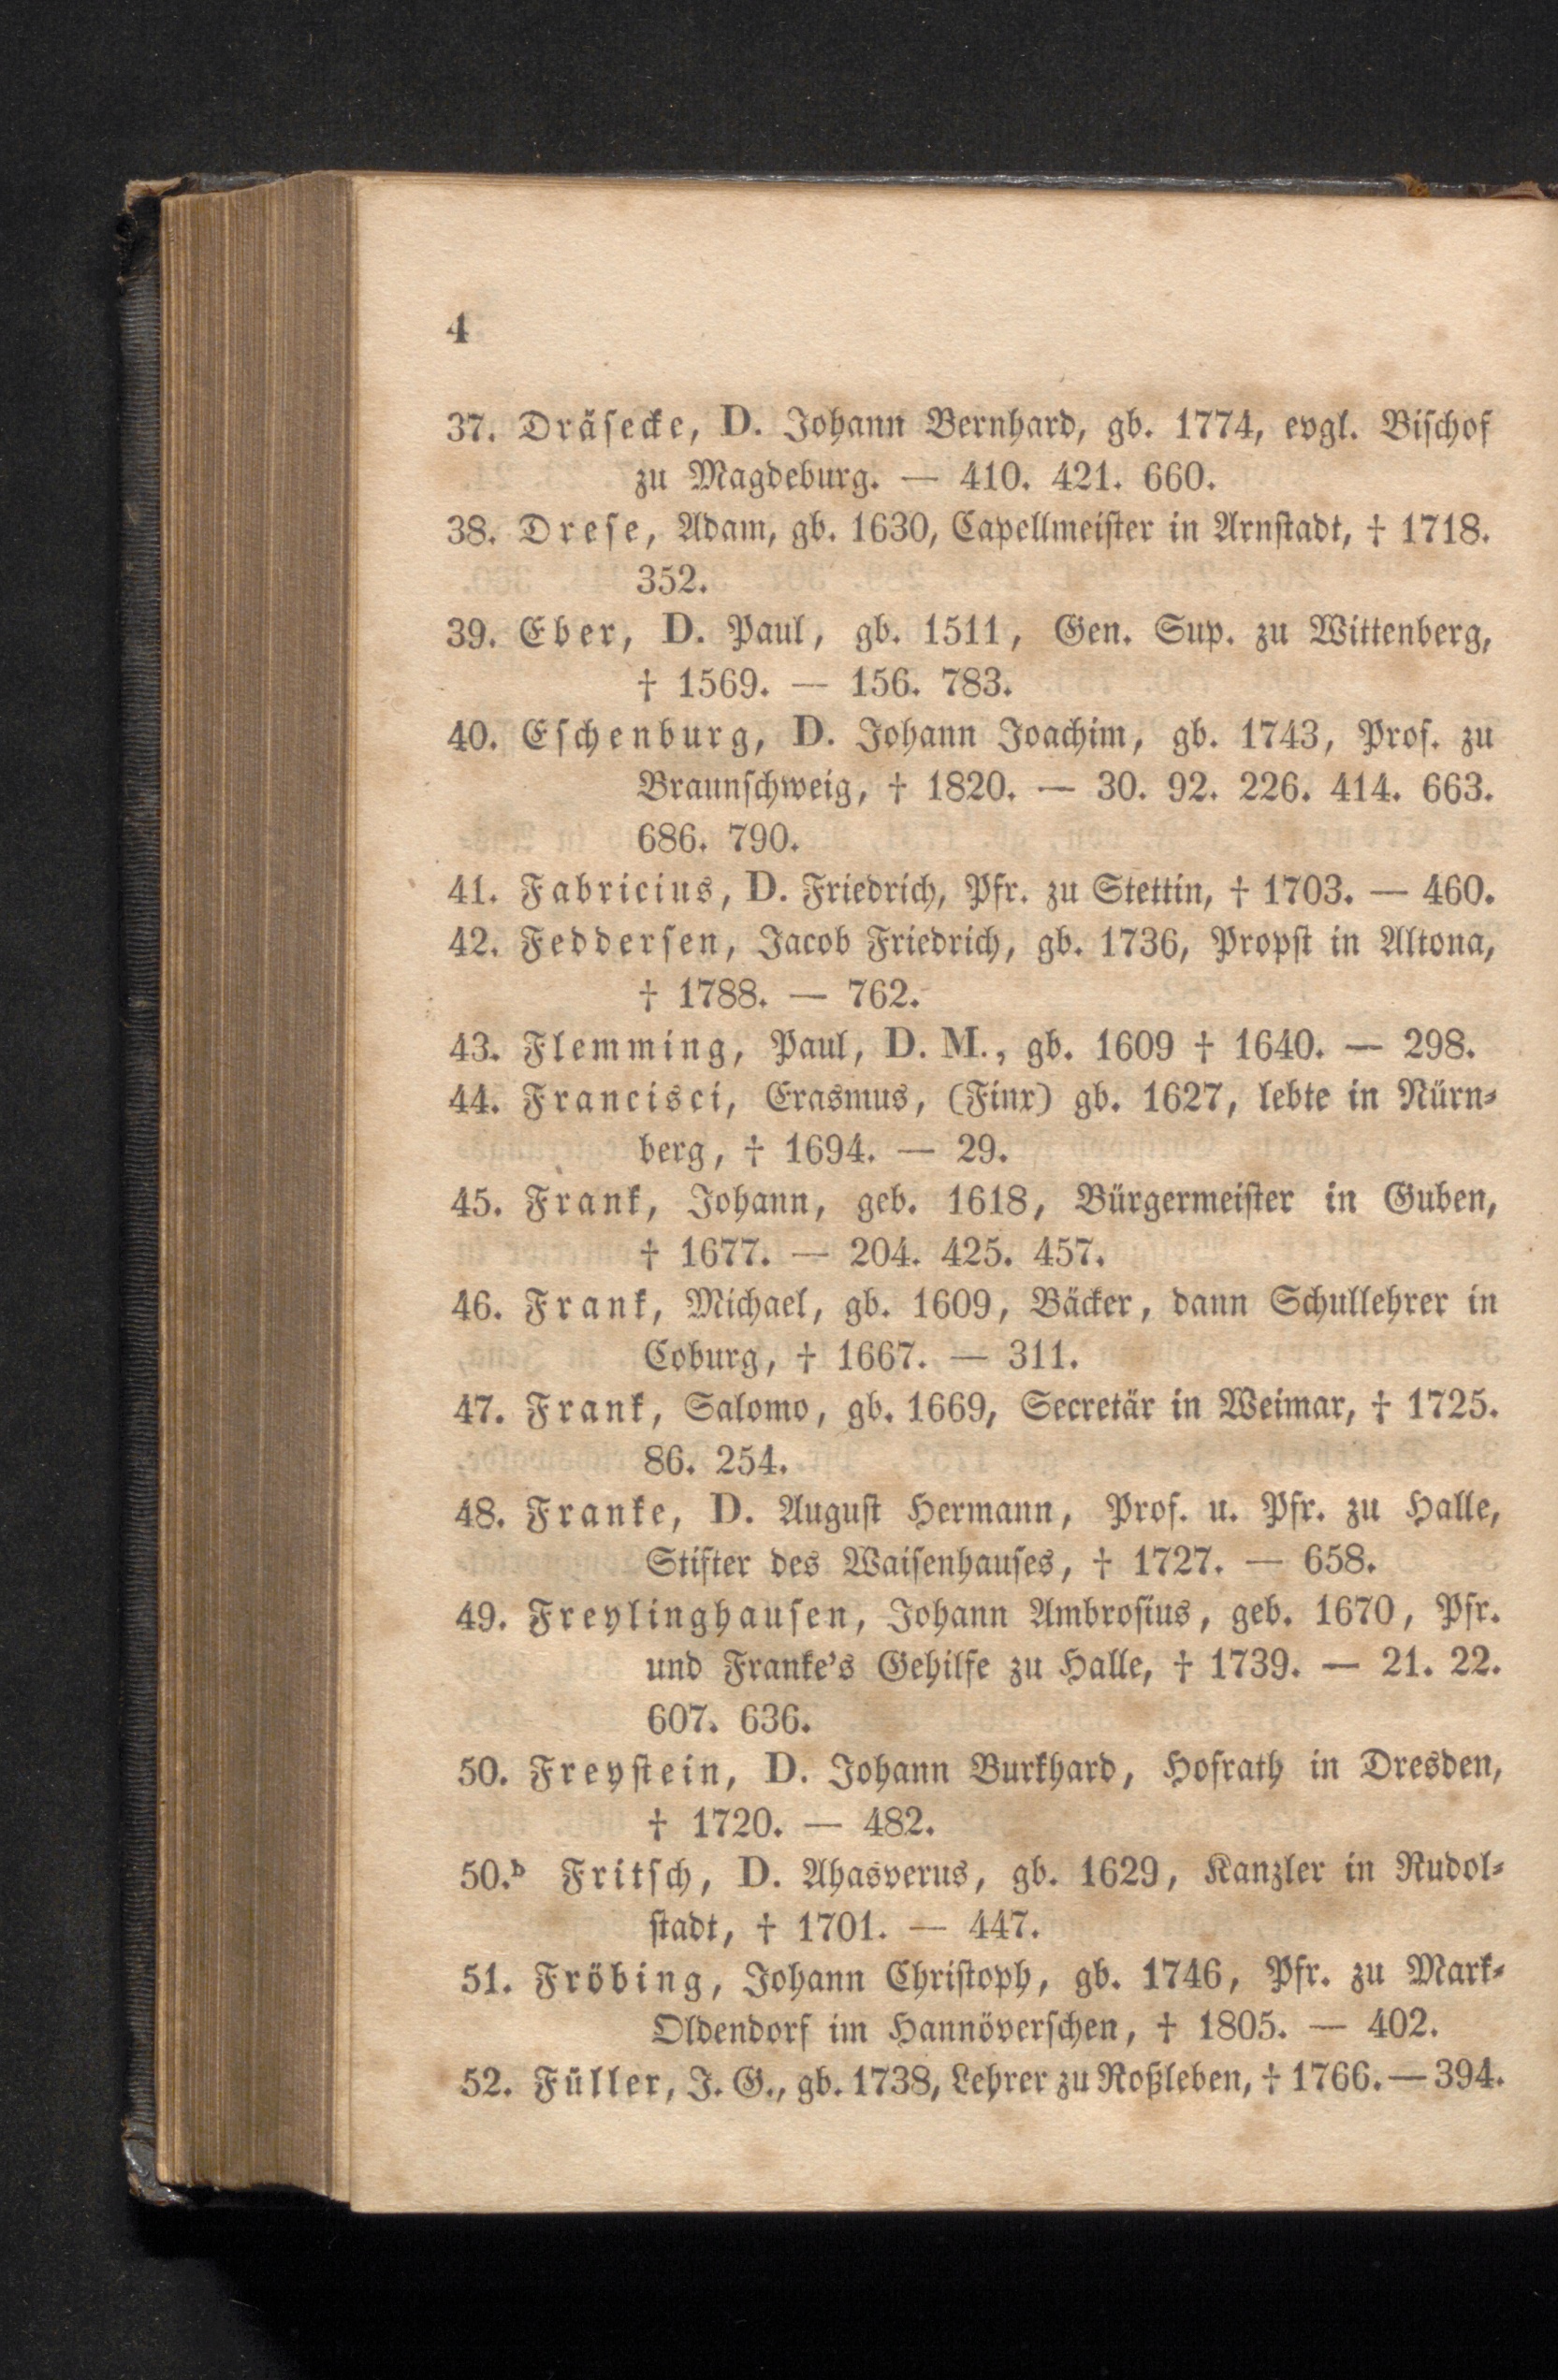 4
37. Dräsecke, D. Johann Bernhard, gb. 1774, evgl. Bischof
zu Magdeburg. — 410. 421. 660.
38. Drese, Adam, gb. 1630, Capellmeister in Arnstadt, † 1718.
352.
39. Eber, D. Paul, gb. 1511, Gen. Sup. zu Wittenberg,
† 1569. — 156. 783.
40. Eschenburg, D. Johann Joachim, gb. 1743, Prof. zu
Braunschweig, † 1820. — 30. 92. 226. 414. 663.
686. 790.
41. Fabricius, D. Friedrich, Pfr. zu Stettin, † 1703. — 460.
42. Feddersen, Jacob Friedrich, gb. 1736, Propst in Altona,
† 1788. — 762.
43. Flemming, Paul, D. M., gb. 1609 † 1640. — 298.
44. Francisci, Erasmus, (Finx) gb. 1627, lebte in Nürn-
berg, † 1694. — 29.
45. Frank, Johann, geb. 1618, Bürgermeister in Guben,
† 1677. — 204. 425. 457.
46. Frank, Michael, gb. 1609, Bäcker, dann Schullehrer in
Coburg, † 1667. — 311.
47. Frank, Salomo, gb. 1669, Secretär in Weimar, † 1725.
86. 254.
48. Franke, D. August Hermann, Prof. u. Pfr. zu Halle,
Stifter des Waisenhauses, † 1727. — 658.
49. Freylinghausen, Johann Ambrosius, geb. 1670, Pfr.
und Franke's Gehilfe zu Halle, † 1739. — 21. 22.
607. 636.
50. Freystein, D. Johann Burkhard, Hofrath in Dresden,
† 1720. — 482.
50.b Fritsch, D. Ahasverus, gb. 1629, Kanzler in Rudol-
stadt, † 1701. — 447.
51. Fröbing, Johann Christoph, gb. 1746, Pfr. zu Mark-
Oldendorf im Hannöverschen, † 1805. — 402.
52. Füller, J. G., gb. 1738, Lehrer zu Roßleben, † 1766. — 394.